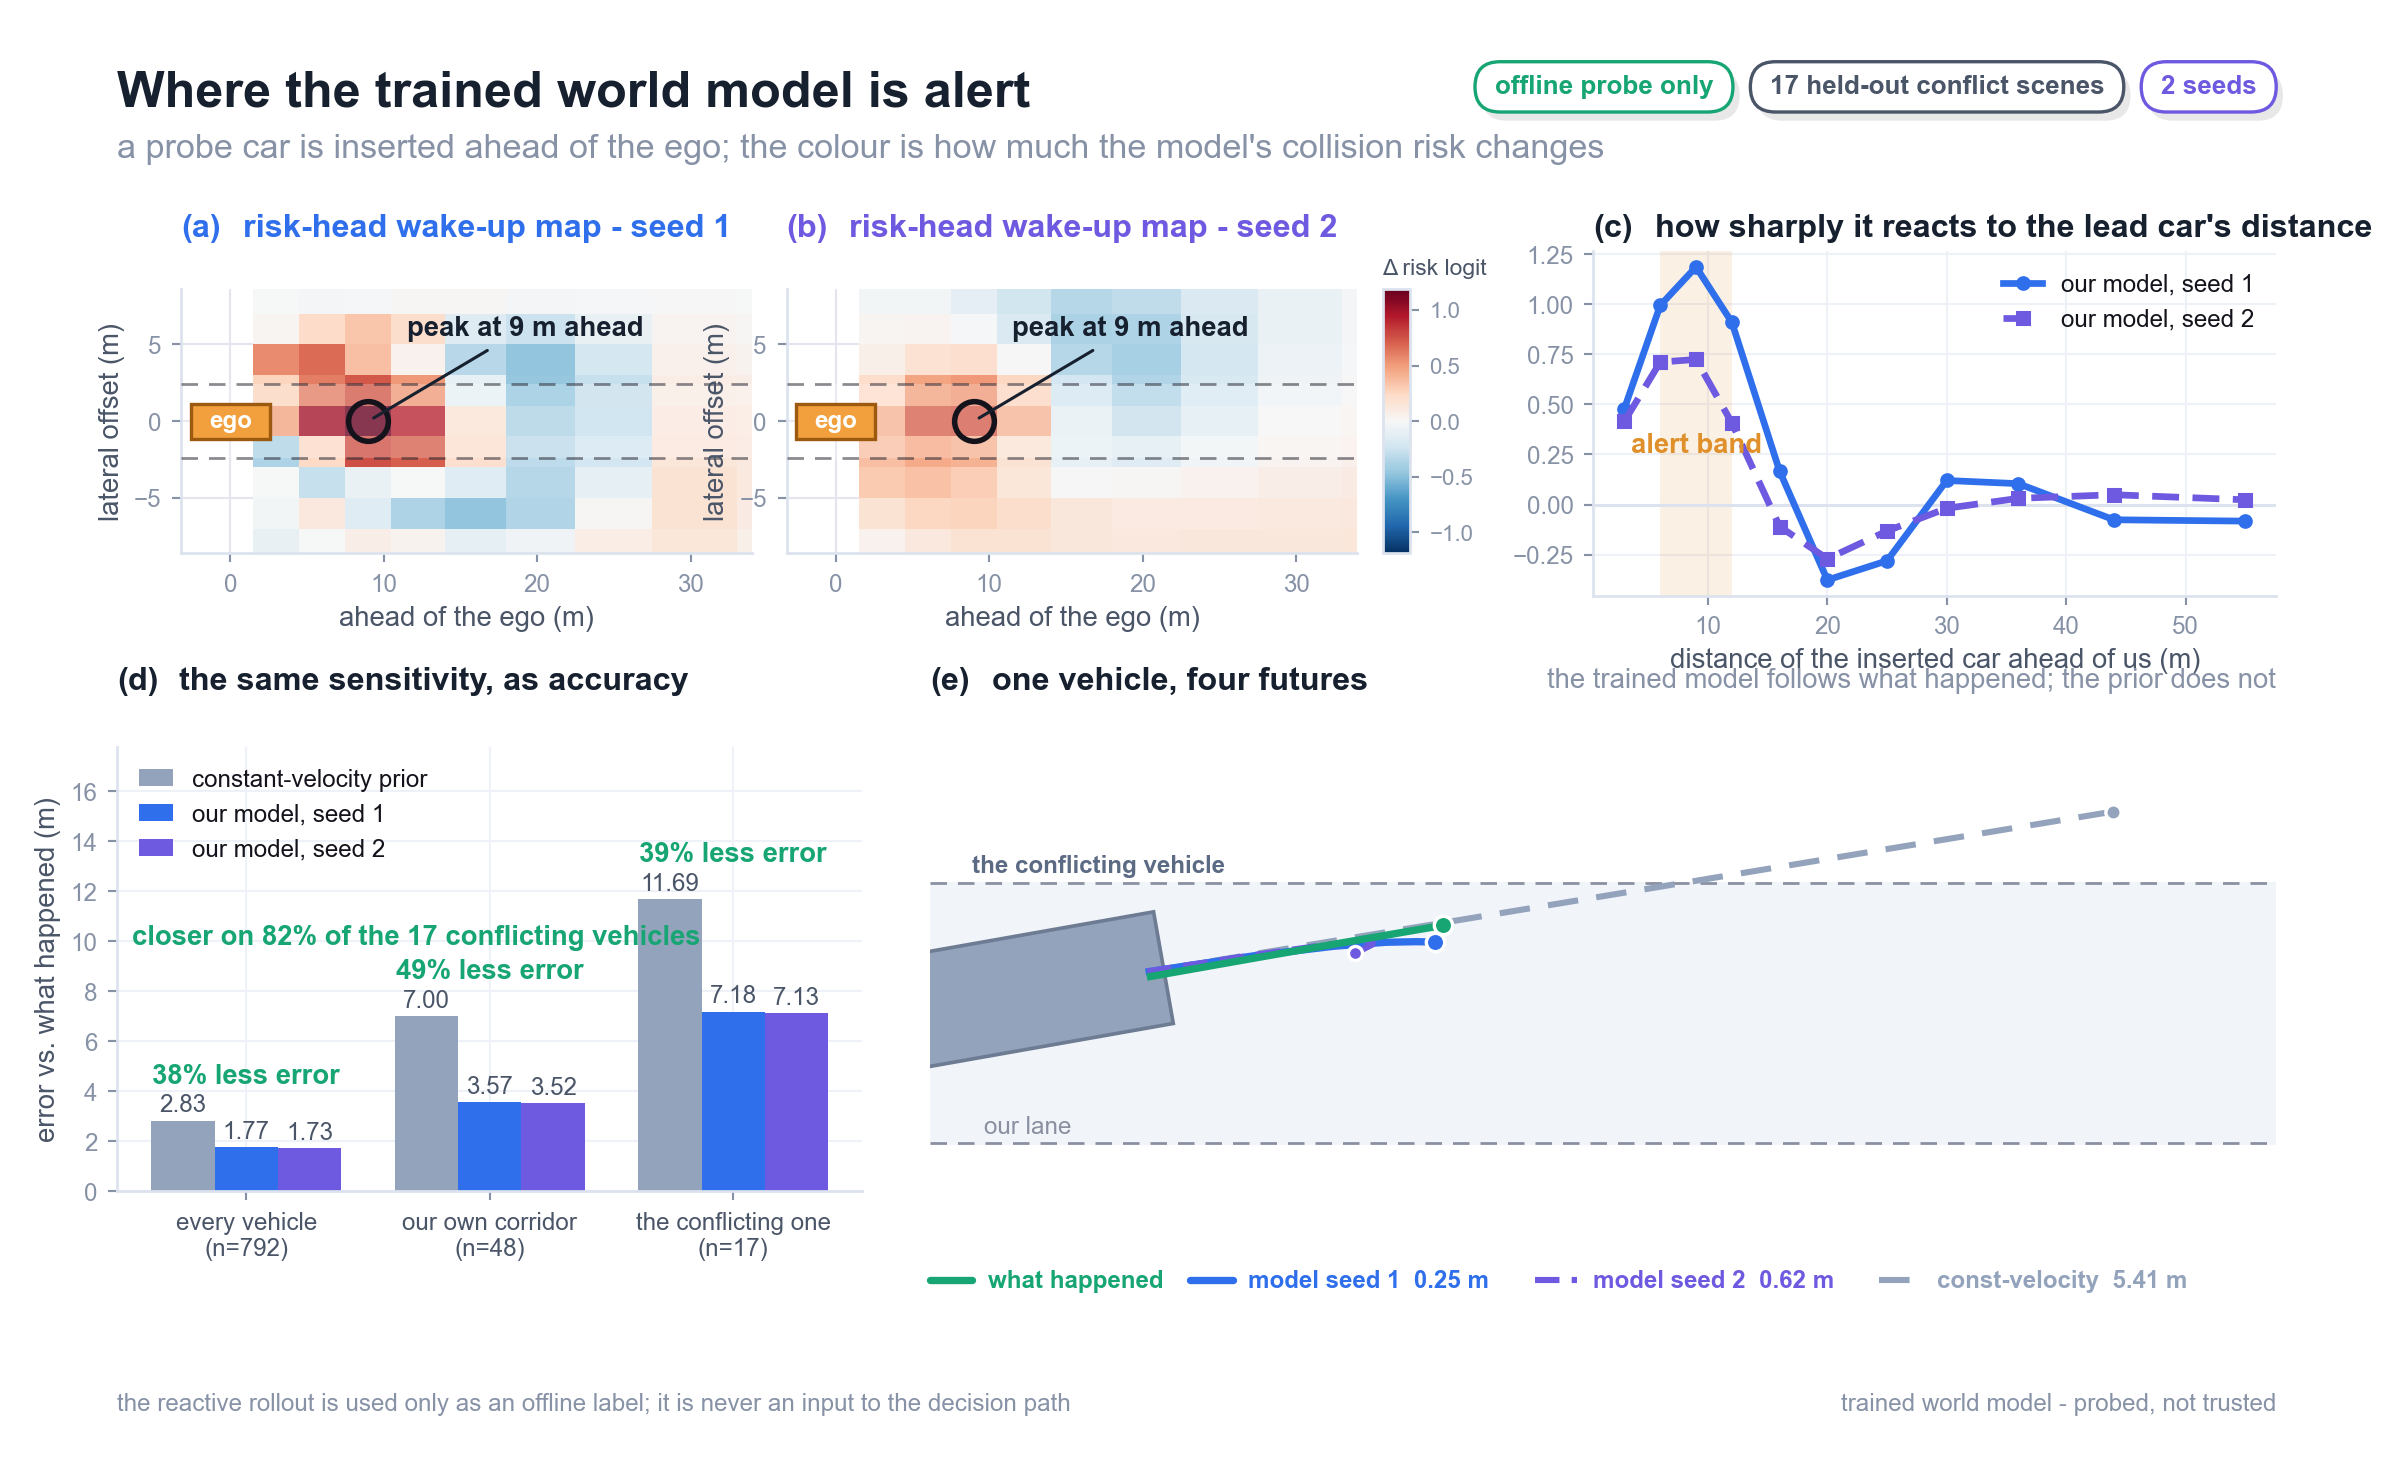 Where the trained world model is alert
offline probe only
17 held-out conflict scenes
2 seeds
a probe car is inserted ahead of the ego; the colour is how much the model's collision risk changes
(a) risk-head wake-up map - seed 1
lateral offset (m)
5
0
−5
ego
peak at 9 m ahead
0 10 20 30
ahead of the ego (m)
(b) risk-head wake-up map - seed 2
lateral offset (m)
5
0
−5
ego
peak at 9 m ahead
0 10 20 30
ahead of the ego (m)
Δ risk logit
1.0
0.5
0.0
−0.5
−1.0
(c) how sharply it reacts to the lead car's distance
1.25
1.00
0.75
0.50
0.25
0.00
−0.25
our model, seed 1
our model, seed 2
alert band
10 20 30 40 50
distance of the inserted car ahead of us (m)
(d) the same sensitivity, as accuracy
error vs. what happened (m)
16
14
12
10
8
6
4
2
0
constant-velocity prior
our model, seed 1
our model, seed 2
39% less error
11.69
closer on 82% of the 17 conflicting vehicles
49% less error
7.00
7.18 7.13
38% less error
2.83
3.57 3.52
1.77 1.73
every vehicle
(n=792)
our own corridor
(n=48)
the conflicting one
(n=17)
(e) one vehicle, four futures
the trained model follows what happened; the prior does not
the conflicting vehicle
our lane
what happened
model seed 1 0.25 m
model seed 2 0.62 m
const-velocity 5.41 m
the reactive rollout is used only as an offline label; it is never an input to the decision path
trained world model - probed, not trusted